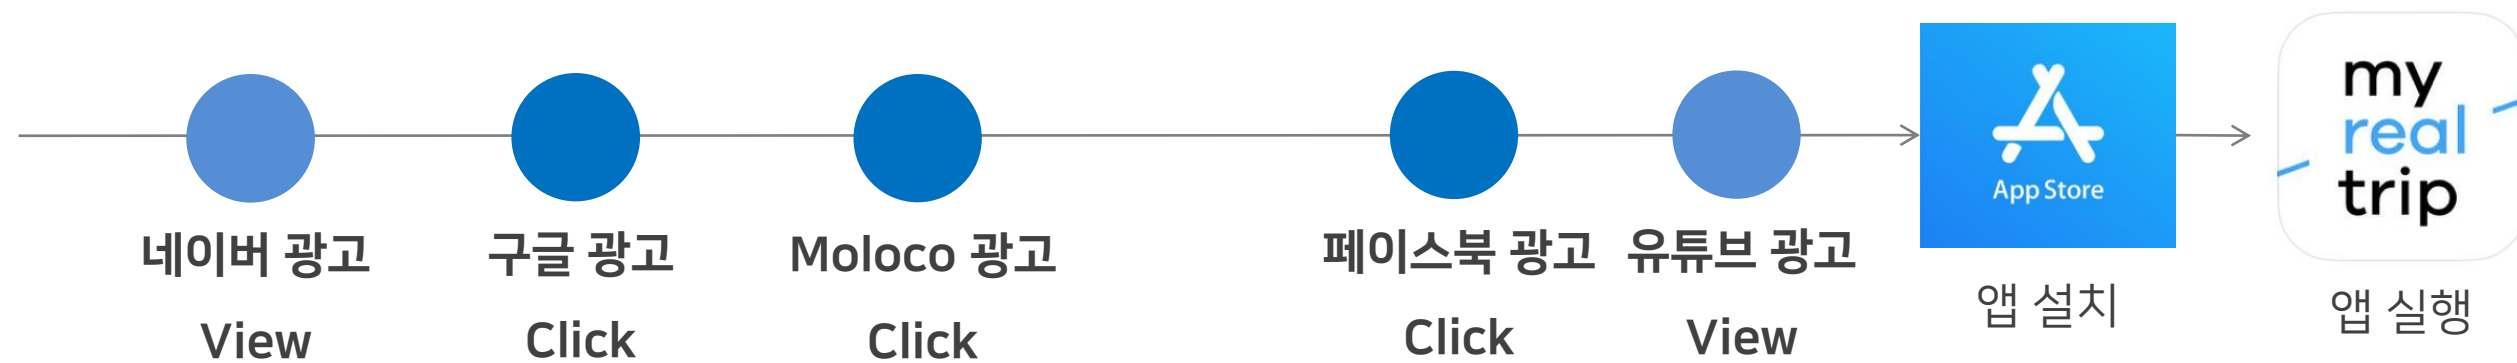 네이버 광고
View
구글 광고
Click
Moloco 광고
Click
페이스북 광고
Click
유튜브 광고
View
App Store
앱 설치
my
real
trip
앱 실행